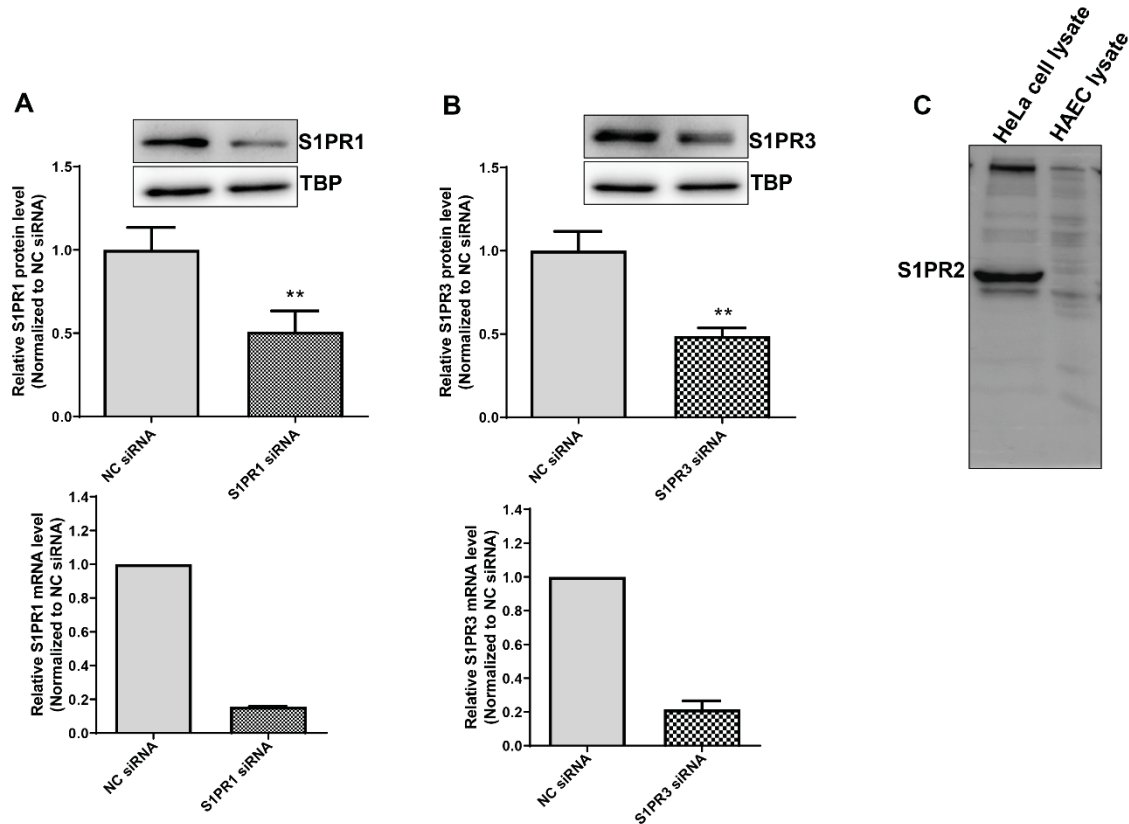 A
S1PR1
TBP
Relative S1PR1 protein level
(Normalized to NC siRNA)
1.5
1.0
0.5
0.0
**
NC siRNA
S1PR1 siRNA
Relative S1PR1 mRNA level
(Normalized to NC siRNA)
1.4
1.2
1.0
0.8
0.6
0.4
0.2
0.0
NC siRNA
S1PR1 siRNA
B
S1PR3
TBP
Relative S1PR3 protein level
(Normalized to NC siRNA)
1.5
1.0
0.5
0.0
**
NC siRNA
S1PR3 siRNA
Relative S1PR3 mRNA level
(Normalized to NC siRNA)
1.4
1.2
1.0
0.8
0.6
0.4
0.2
0.0
NC siRNA
S1PR3 siRNA
C
HeLa cell lysate
HAEC lysate
S1PR2